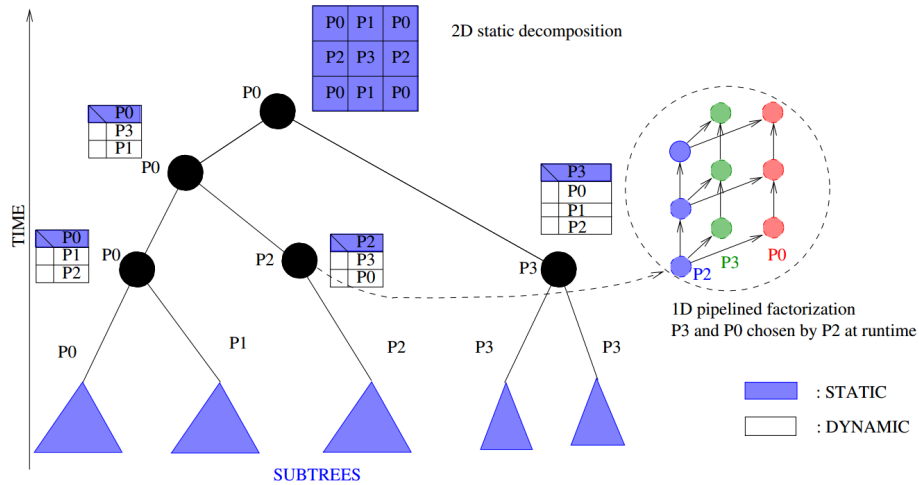 P0 P1 P0
P2 P3 P2
P0 P1 P0
2D static decomposition
P0
P0
P3
P1
P0
P3
P0
P1
P2
TIME
P0
P1
P2
P0
P2
P2
P3
P0
P3
P2
P3
P0
1D pipelined factorization
P3 and P0 chosen by P2 at runtime
P0
P1
P2
P3
P3
: STATIC
: DYNAMIC
SUBTREES